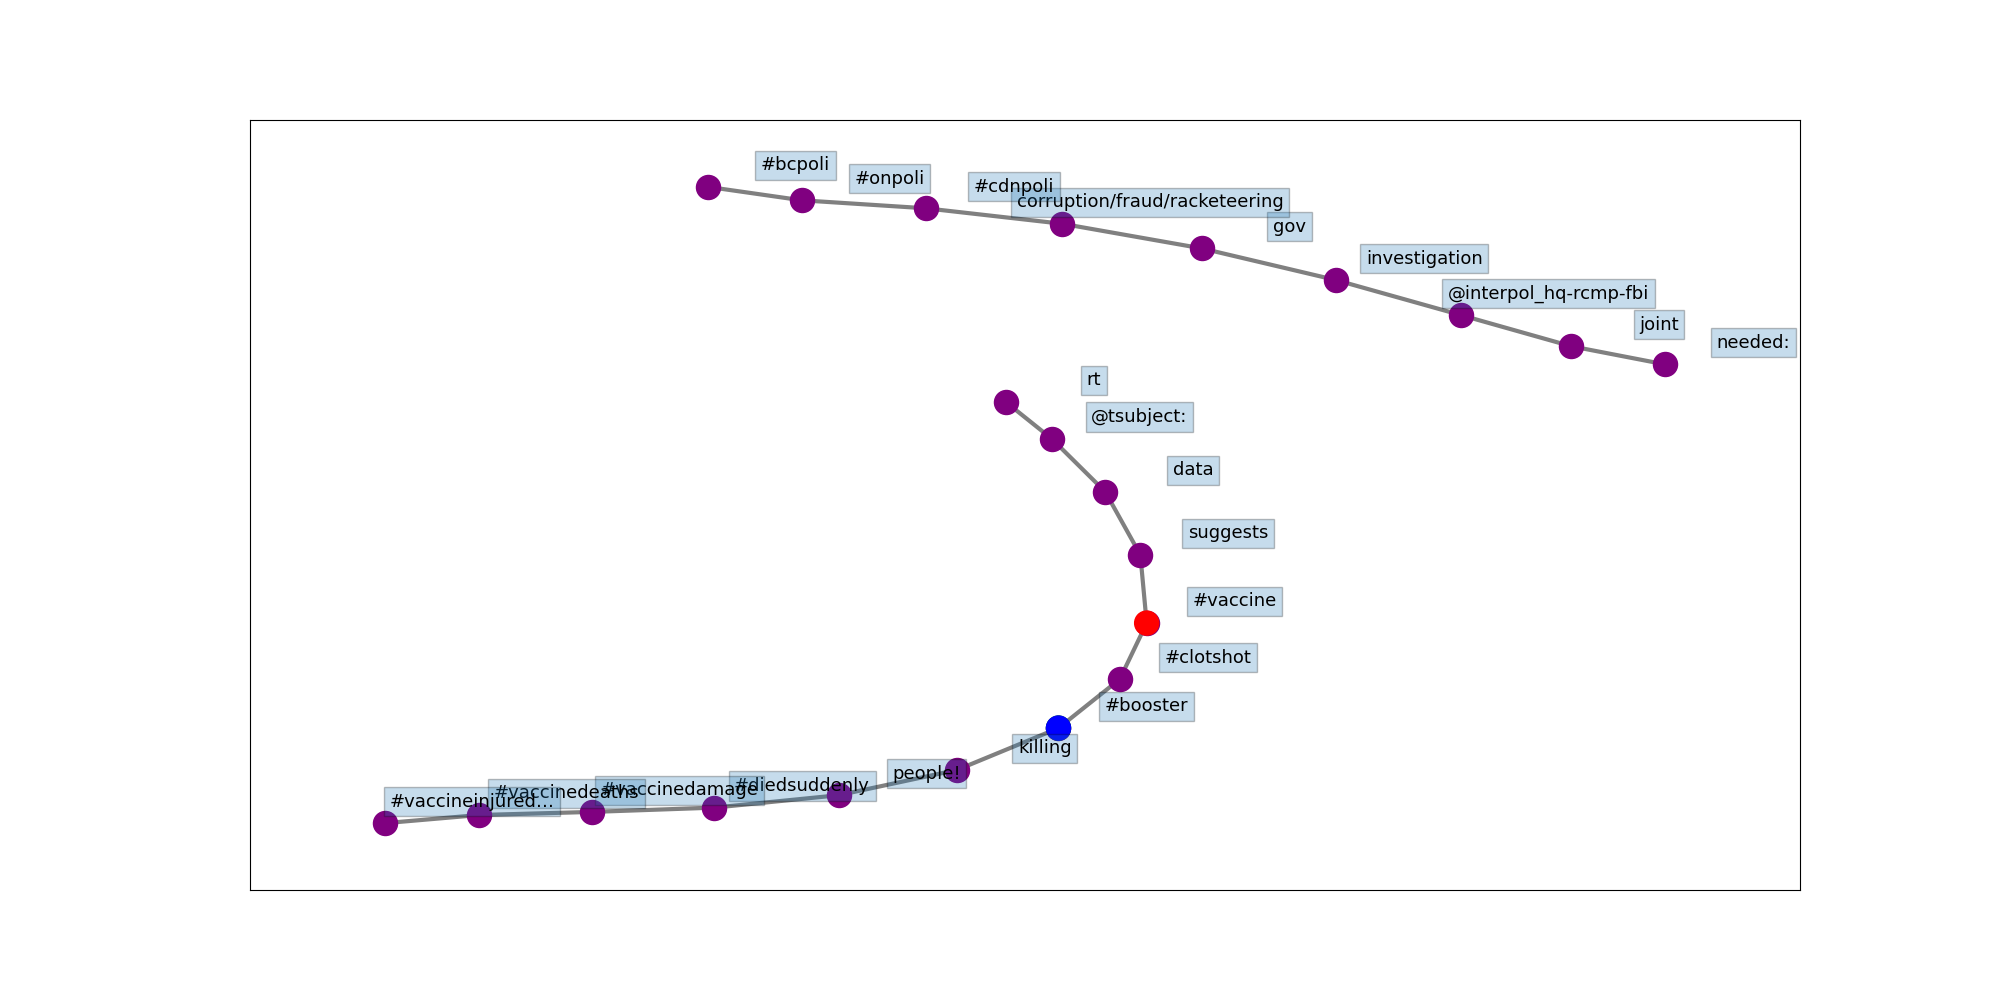 #bcpoli
#onpoli
#cdnpoli
corruption/fraud/racketeering
gov
investigation
@interpol_hq-rcmp-fbi
joint
needed:
rt
@tsubject:
data
suggests
#vaccine
#clotshot
#booster
killing
people!
#diedsuddenly
#vaccinedamage
#vaccinedeaths
#vaccineinjured…